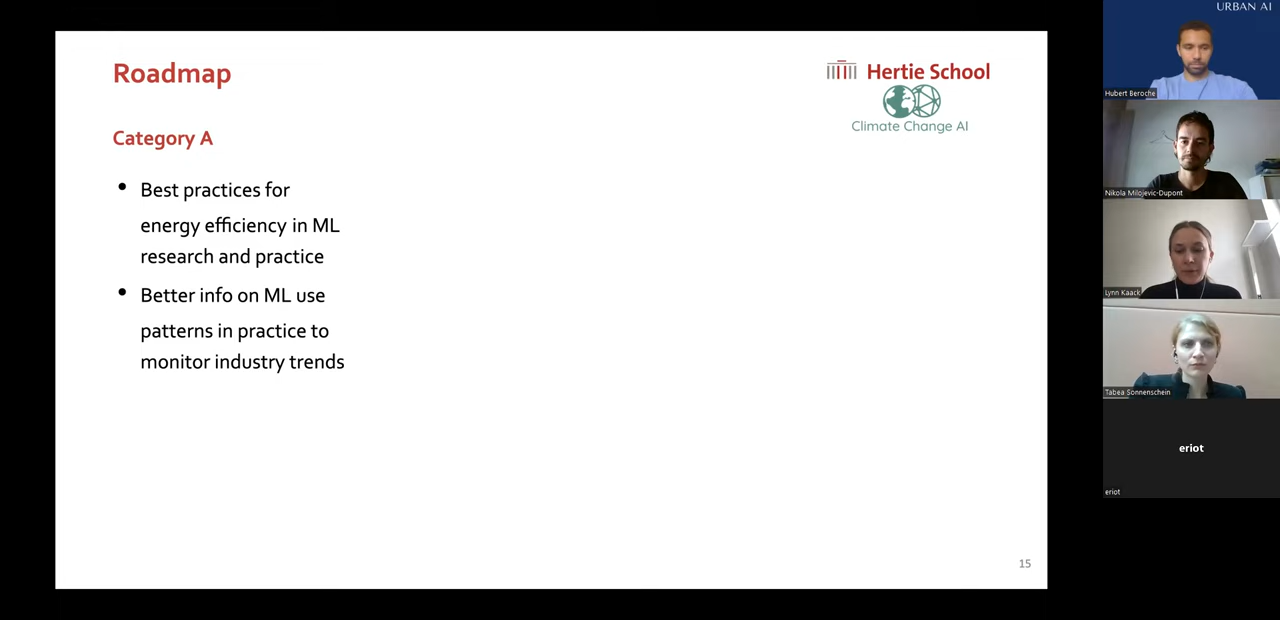 URBAN AI
Roadmap
Hertie School
Climate Change AI
Category A
• Best practices for
energy efficiency in ML
research and practice
• Better info on ML use
patterns in practice to
monitor industry trends
15
Hubert Beroche
Nikola Milojevic-Dupont
Lynn Kaack
Tabea Sonnenschein
eriot
eriot